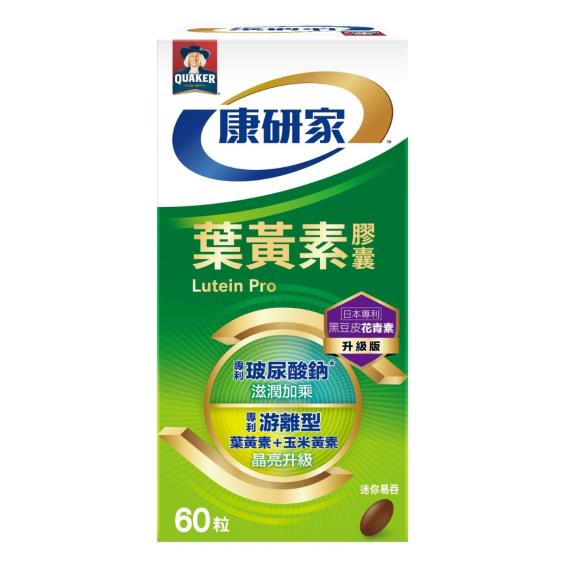 QUAKER
康研家
TM
葉黃素膠囊
Lutein Pro
日本專利
黑豆皮花青素
升級版
專利玻尿酸鈉*
滋潤加乘
專利游離型
葉黃素+玉米黃素
晶亮升級
迷你易吞
60粒